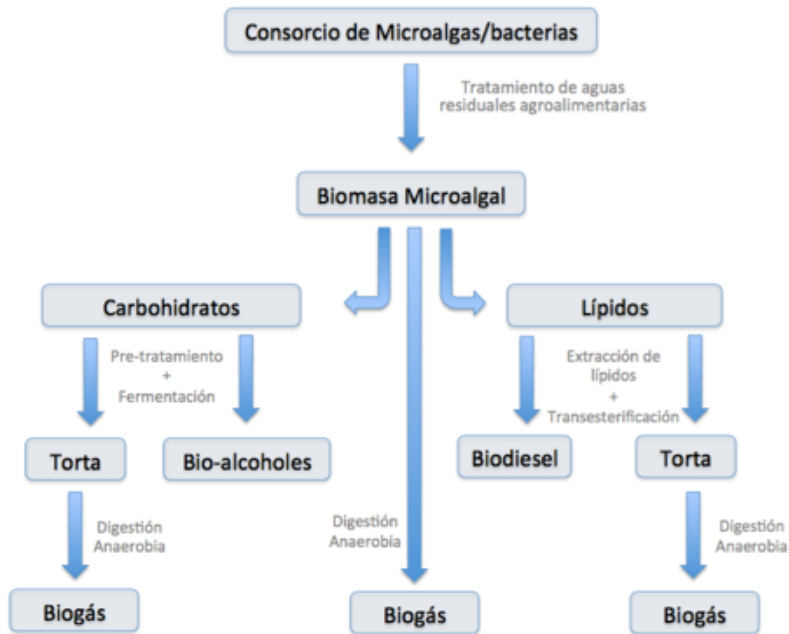 Consorcio de Microalgas/bacterias
Tratamiento de aguas
residuales agroalimentarias
Biomasa Microalgal
Carbohidratos
Lípidos
Pre-tratamiento
+
Fermentación
Extracción de
lípidos
+
Transesterificación
Torta
Bio-alcoholes
Biodiesel
Torta
Digestión
Anaerobia
Digestión
Anaerobia
Digestión
Anaerobia
Biogás
Biogás
Biogás